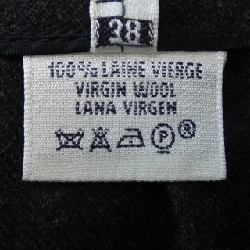 38
100% LAINE VIERGE
VIRGIN WOOL
LANA VIRGEN
P ®